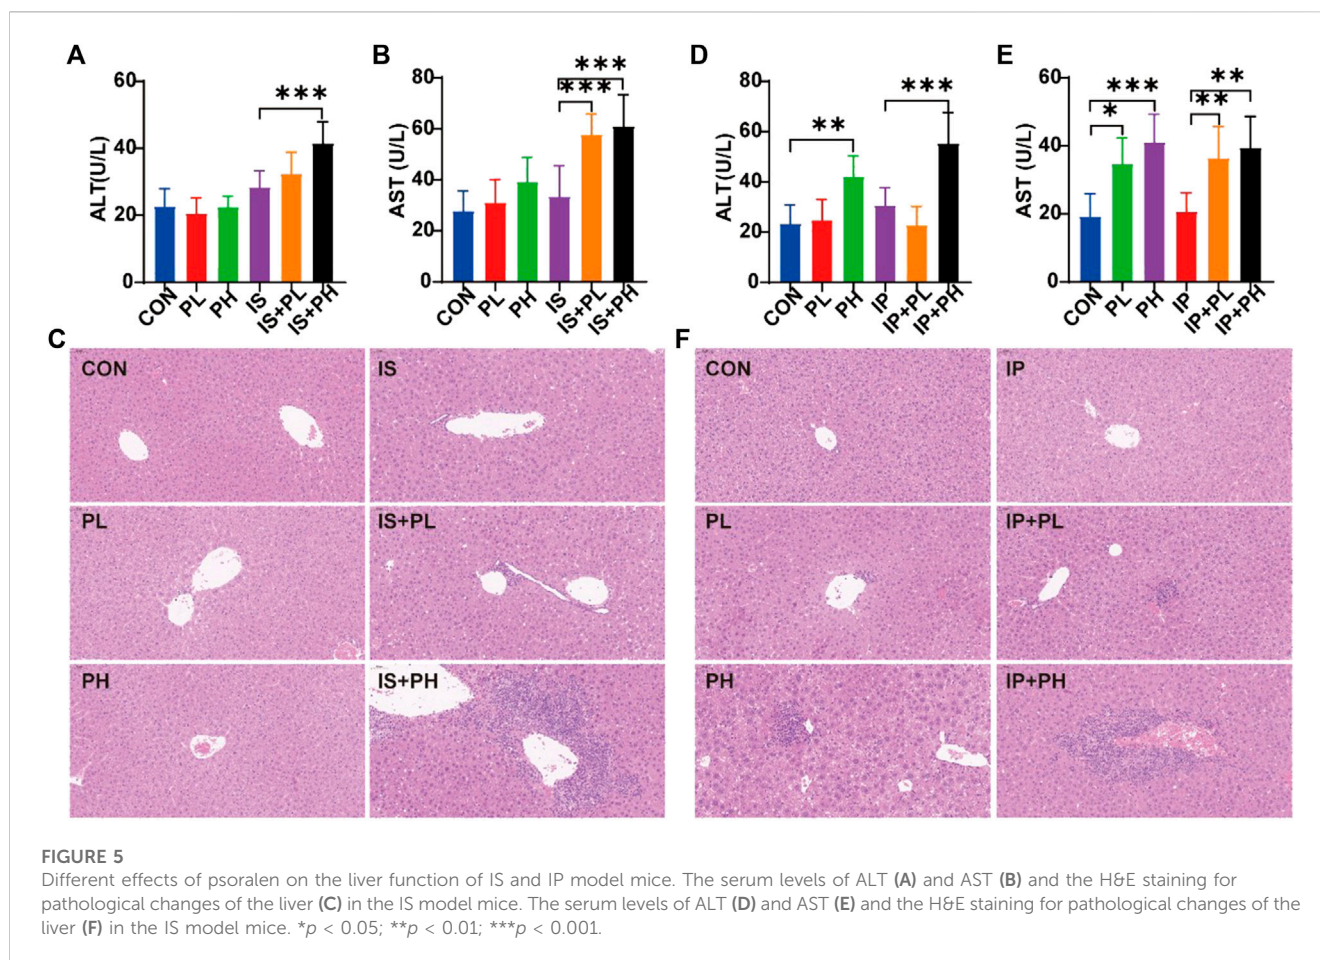 A
B
D
E
60
40
20
0
ALT(U/L)
***
CON
PL
PH
IS
IS+PL
IS+PH
80
60
40
20
0
AST (U/L)
***
***
CON
PL
PH
IS
IS+PL
IS+PH
80
60
40
20
0
ALT(U/L)
**
***
CON
PL
PH
IP
IP+PL
IP+PH
60
40
20
0
AST (U/L)
***
*
**
**
CON
PL
PH
IP
IP+PL
IP+PH
C
CON
IS
PL
IS+PL
PH
IS+PH
F
CON
IP
PL
IP+PL
PH
IP+PH
FIGURE 5
Different effects of psoralen on the liver function of IS and IP model mice. The serum levels of ALT (A) and AST (B) and the H&E staining for
pathological changes of the liver (C) in the IS model mice. The serum levels of ALT (D) and AST (E) and the H&E staining for pathological changes of the
liver (F) in the IS model mice. *p < 0.05; **p < 0.01; ***p < 0.001.